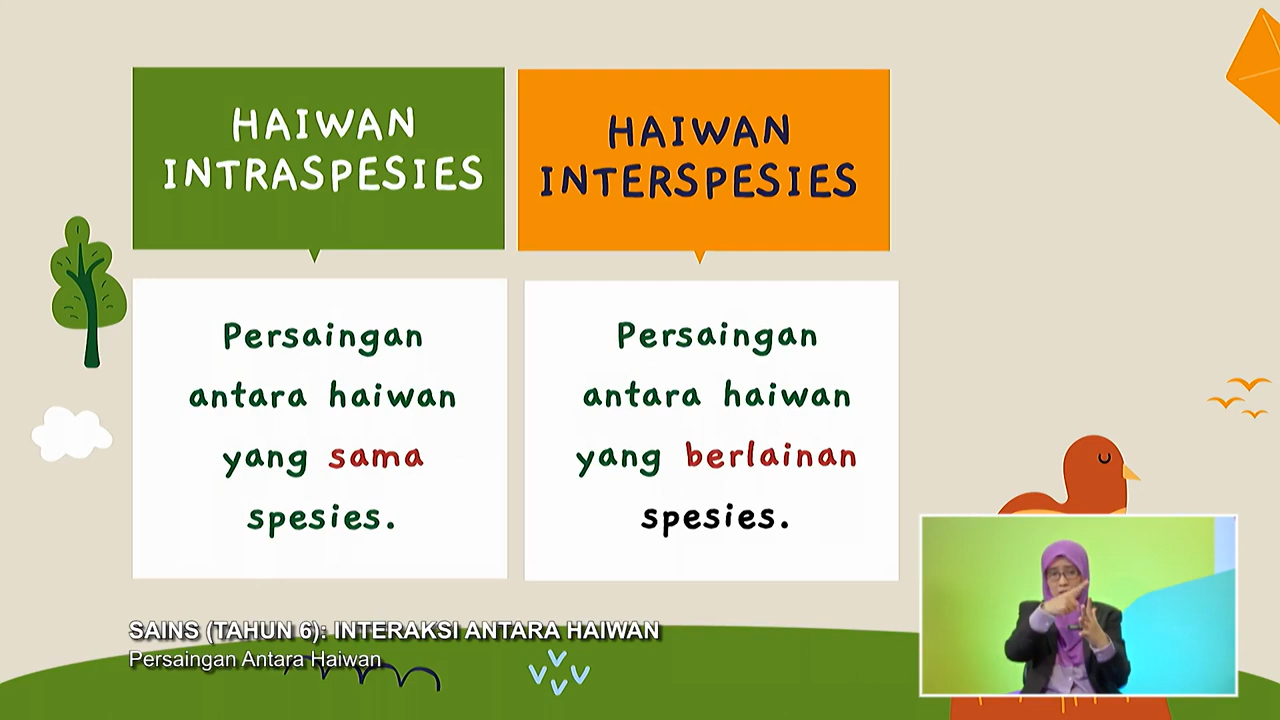 HAIWAN
INTRASPESIES
Persaingan
antara haiwan
yang sama
spesies.
HAIWAN
INTERSPESIES
Persaingan
antara haiwan
yang berlainan
spesies.
SAINS (TAHUN 6): INTERAKSI ANTARA HAIWAN
Persaingan Antara Haiwan